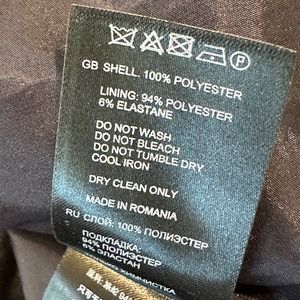 P
GB SHELL. 100% POLYESTER
LINING: 94% POLYESTER
6% ELASTANE
DO NOT WASH
DO NOT BLEACH
DO NOT TUMBLE DRY
COOL IRON
DRY CLEAN ONLY
MADE IN ROMANIA
RU СЛОЙ: 100% ПОЛИЭСТЕР
ПОДКЛАДКА-
94% ПОЛИЭСТЕР
6% ЭЛАСТАН